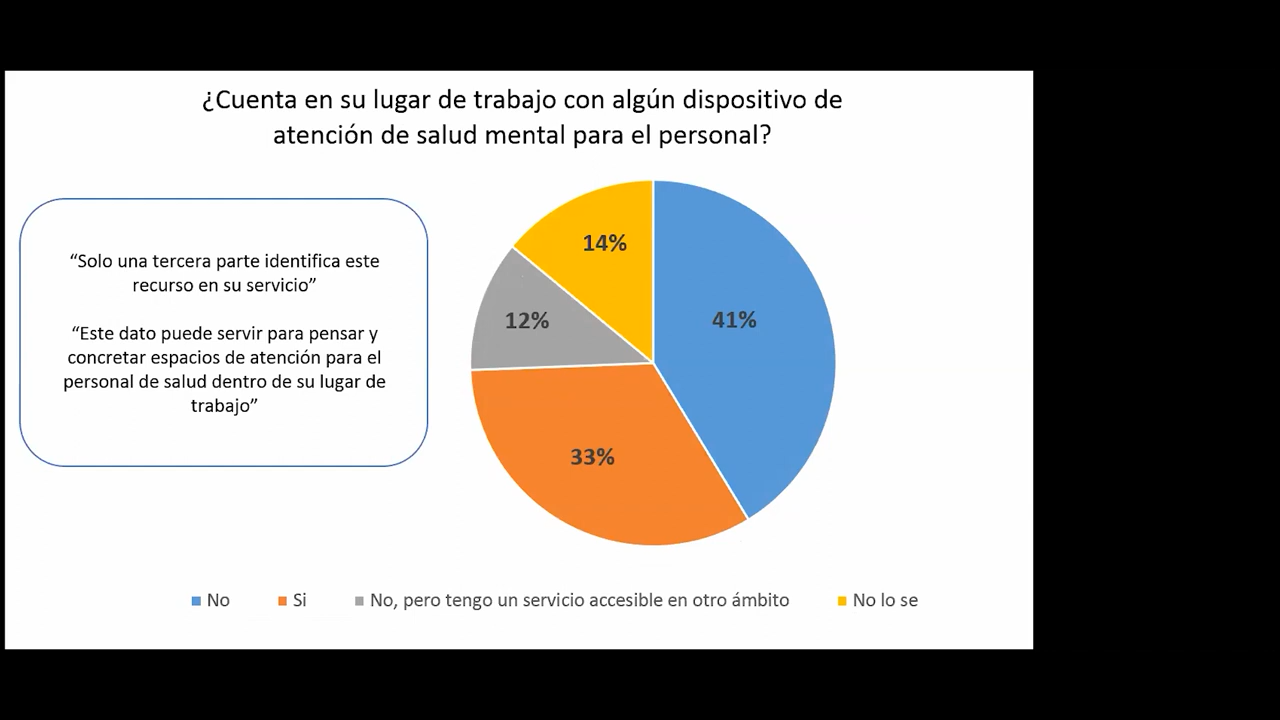 ¿Cuenta en su lugar de trabajo con algún dispositivo de
atención de salud mental para el personal?
“Solo una tercera parte identifica este
recurso en su servicio”
“Este dato puede servir para pensar y
concretar espacios de atención para el
personal de salud dentro de su lugar de
trabajo”
14%
41%
12%
33%
No
Si
No, pero tengo un servicio accesible en otro ámbito
No lo se